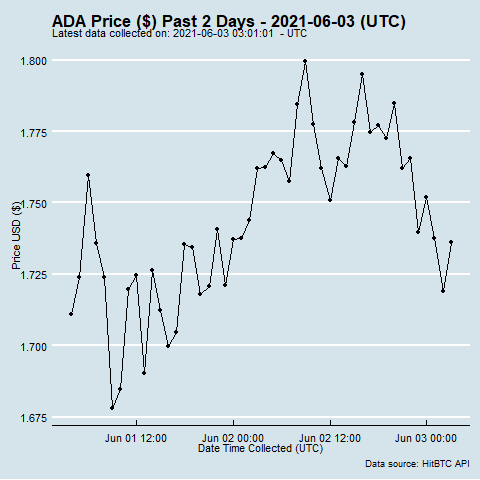 ADA Price ($) Past 2 Days - 2021-06-03 (UTC)
Latest data collected on: 2021-06-03 03:01:01  - UTC
1.800
1.775
1.750
1.725
1.700
1.675
Price USD ($)
Jun 01 12:00 Jun 02 00:00 Jun 02 12:00 Jun 03 00:00
Date Time Collected (UTC)
Data source: HitBTC API